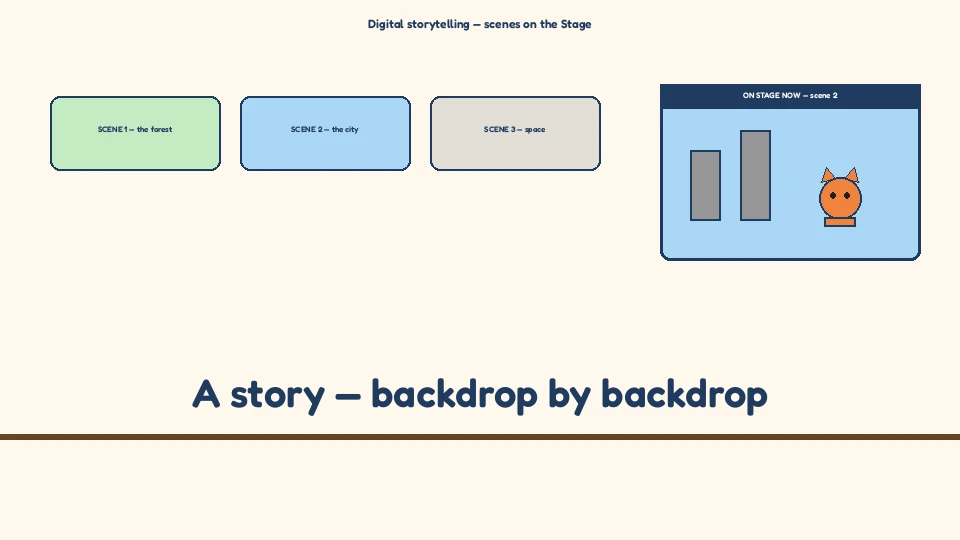 Digital storytelling — scenes on the Stage
SCENE 1 — the forest
SCENE 2 — the city
SCENE 3 — space
ON STAGE NOW — scene 2
A story — backdrop by backdrop